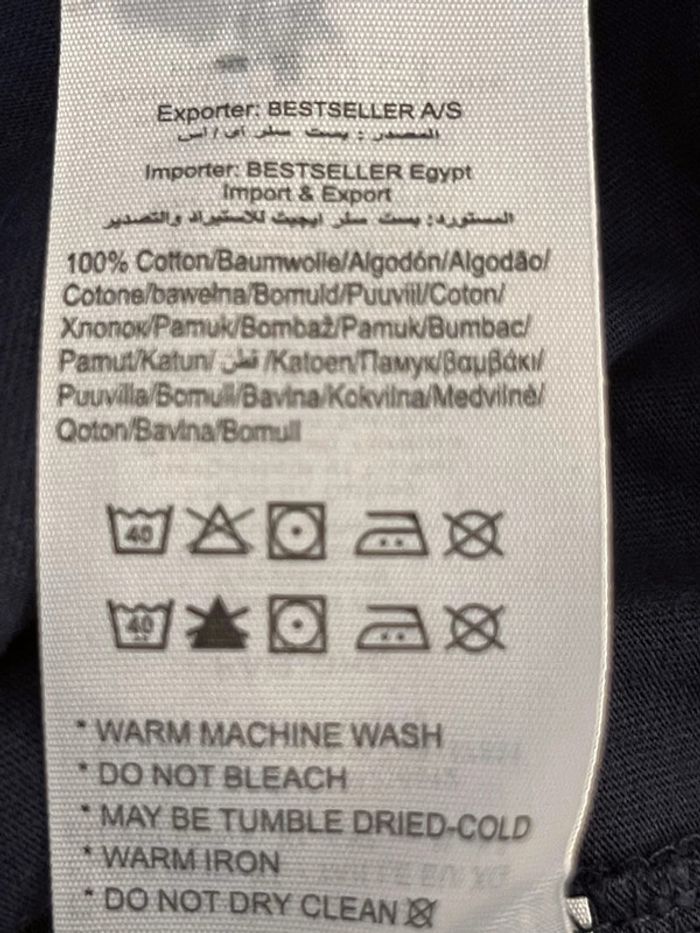 Exporter: BESTSELLER A/S
المصدر : بست سلر اى / اس
Importer: BESTSELLER Egypt
Import & Export
المستورد: بست سلر ايجيبت للاستيراد والتصدير
100% Cotton/Baumwolle/Algodón/Algodão/
Cotone/bawełna/Bomuld/Puuvill/Coton/
Хлопок/Pamuk/Bombaž/Pamuk/Bumbac/
Pamut/Katun/ قطن /Katoen/Памук/βαμβάκι/
Puuvilla/Bomull/Bavlna/Kokvilna/Medvilnė/
Qoton/Bavlna/Bomull
40
40
* WARM MACHINE WASH
* DO NOT BLEACH
* MAY BE TUMBLE DRIED-COLD
* WARM IRON
* DO NOT DRY CLEAN